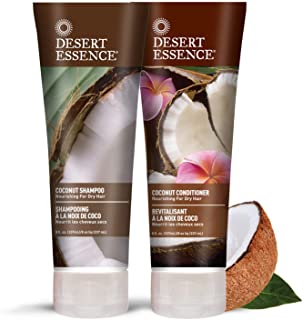 DESERT
ESSENCE
COCONUT SHAMPOO
Nourishing For Dry Hair
SHAMPOOING
À LA NOIX DE COCO
Nourrit les cheveux secs
DESERT
ESSENCE
COCONUT CONDITIONER
Nourishing For Dry Hair
REVITALISANT
À LA NOIX DE COCO
Nourrit les cheveux secs